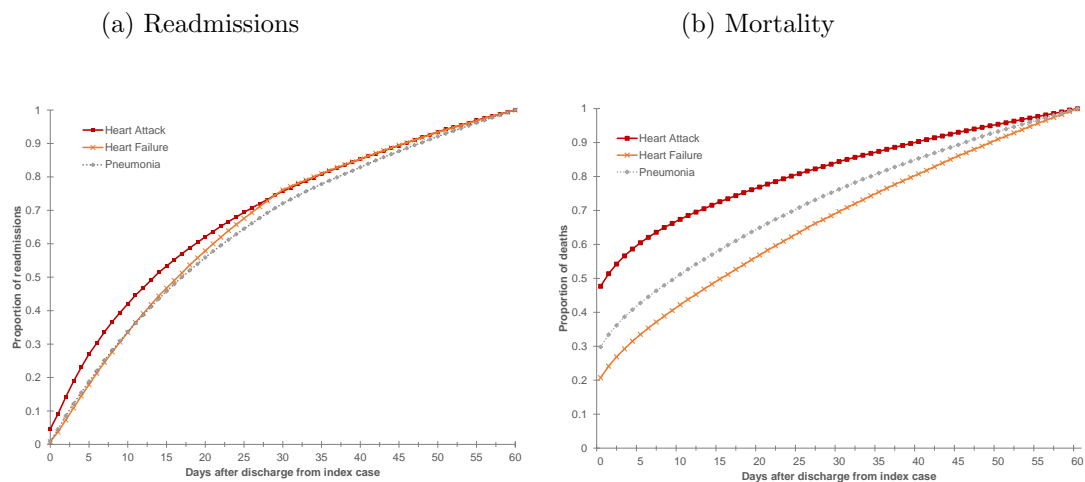 (a) Readmissions
(b) Mortality
1
0.9
0.8
0.7
0.6
0.5
0.4
0.3
0.2
0.1
0
Proportion of readmissions
Heart Attack
Heart Failure
Pneumonia
0 5 10 15 20 25 30 35 40 45 50 55 60
Days after discharge from index case
1
0.9
0.8
0.7
0.6
0.5
0.4
0.3
0.2
0.1
0
Proportion of deaths
Heart Attack
Heart Failure
Pneumonia
0 5 10 15 20 25 30 35 40 45 50 55 60
Days after discharge from index case